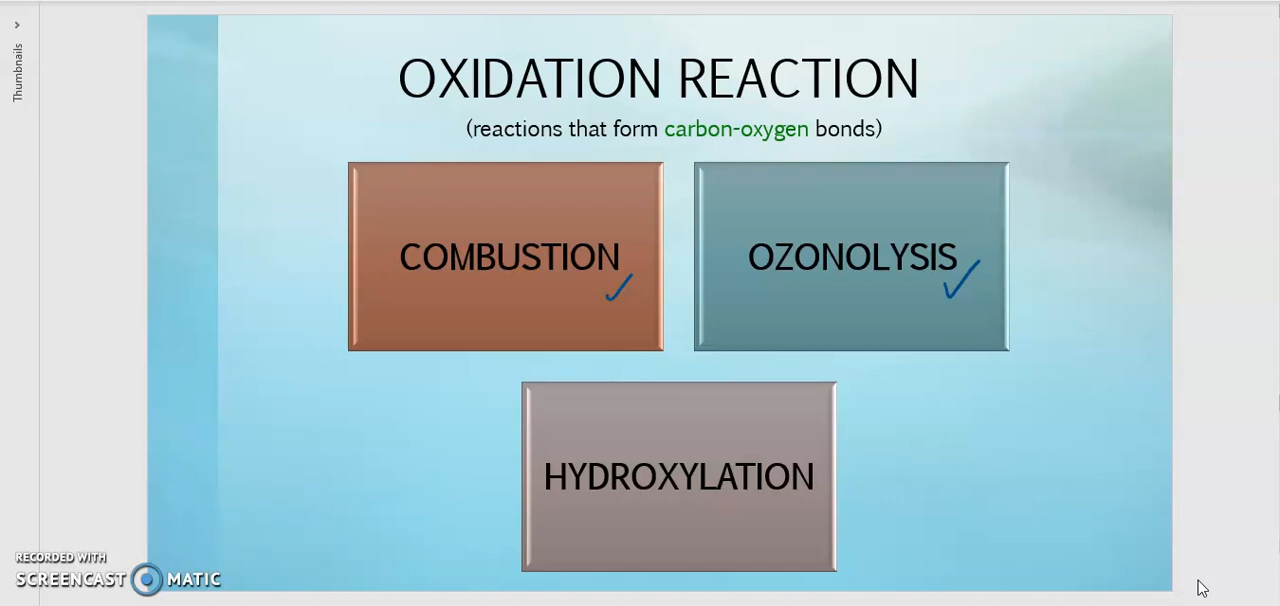 Thumbnails
OXIDATION REACTION
(reactions that form carbon-oxygen bonds)
COMBUSTION
OZONOLYSIS
HYDROXYLATION
RECORDED WITH
SCREENCAST MATIC